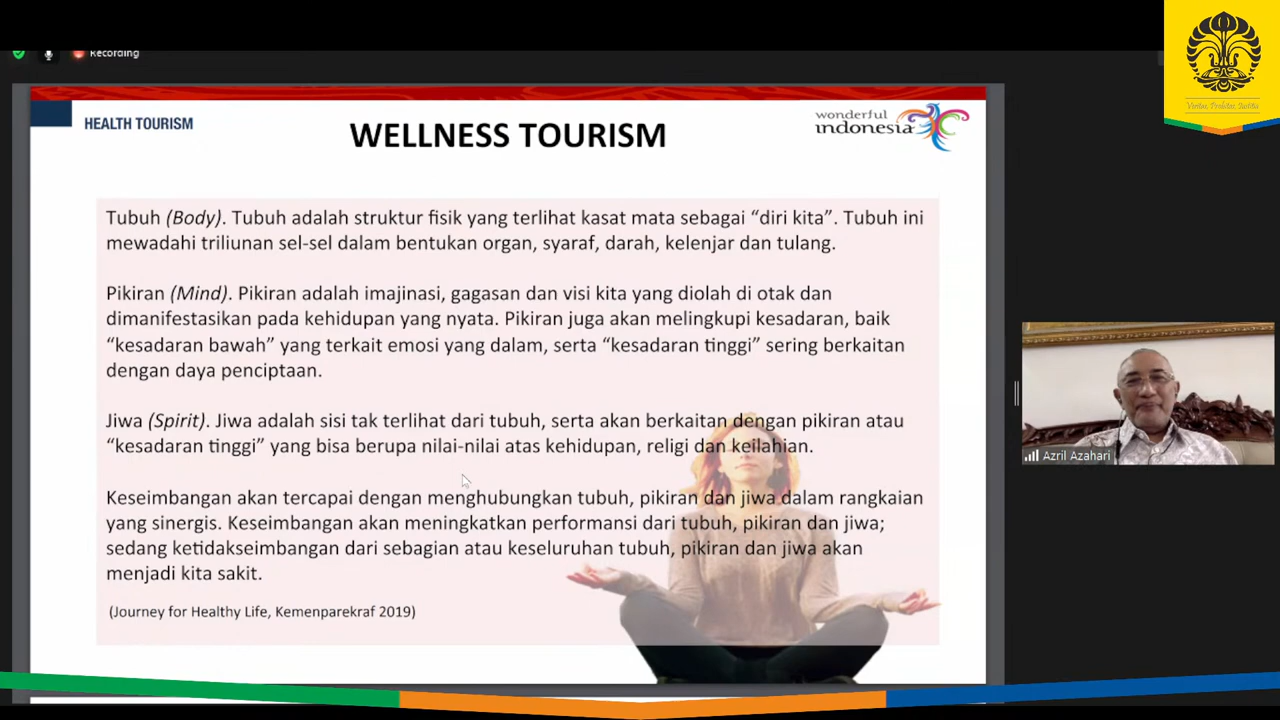 Recording
Veritas, Probitas, Iustitia
HEALTH TOURISM
WELLNESS TOURISM
wonderful
indonesia
Tubuh (Body). Tubuh adalah struktur fisik yang terlihat kasat mata sebagai “diri kita”. Tubuh ini
mewadahi triliunan sel-sel dalam bentukan organ, syaraf, darah, kelenjar dan tulang.
Pikiran (Mind). Pikiran adalah imajinasi, gagasan dan visi kita yang diolah di otak dan
dimanifestasikan pada kehidupan yang nyata. Pikiran juga akan melingkupi kesadaran, baik
“kesadaran bawah” yang terkait emosi yang dalam, serta “kesadaran tinggi” sering berkaitan
dengan daya penciptaan.
Jiwa (Spirit). Jiwa adalah sisi tak terlihat dari tubuh, serta akan berkaitan dengan pikiran atau
“kesadaran tinggi” yang bisa berupa nilai-nilai atas kehidupan, religi dan keilahian.
Keseimbangan akan tercapai dengan menghubungkan tubuh, pikiran dan jiwa dalam rangkaian
yang sinergis. Keseimbangan akan meningkatkan performansi dari tubuh, pikiran dan jiwa;
sedang ketidakseimbangan dari sebagian atau keseluruhan tubuh, pikiran dan jiwa akan
menjadi kita sakit.
(Journey for Healthy Life, Kemenparekraf 2019)
Azril Azahari